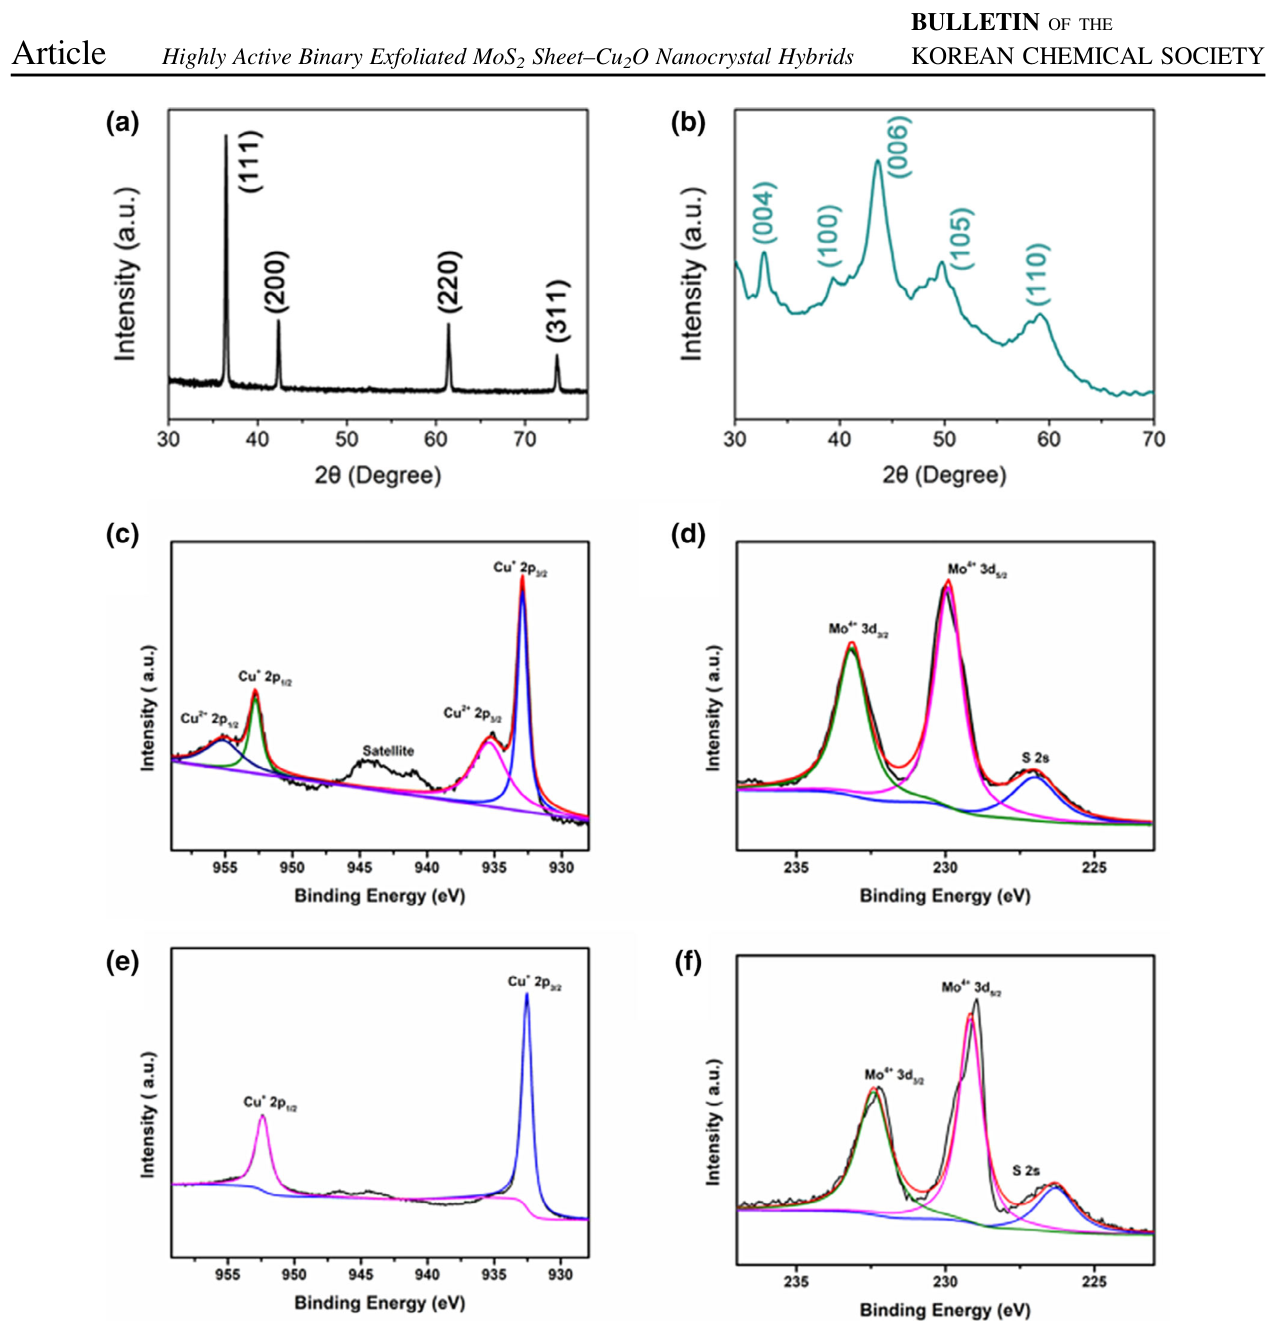 BULLETIN OF THE
Article Highly Active Binary Exfoliated MoS2 Sheet–Cu2O Nanocrystal Hybrids KOREAN CHEMICAL SOCIETY
(a)
Intensity (a.u.)
(111)
(200)
(220)
(311)
30 40 50 60 70
2θ (Degree)
(b)
Intensity (a.u.)
(004)
(100)
(006)
(105)
(110)
30 40 50 60 70
2θ (Degree)
(c)
Intensity ( a.u.)
Cu+ 2p3/2
Cu+ 2p1/2
Cu2+ 2p1/2
Cu2+ 2p3/2
Satellite
955 950 945 940 935 930
Binding Energy (eV)
(d)
Intensity ( a.u.)
Mo4+ 3d5/2
Mo4+ 3d3/2
S 2s
235 230 225
Binding Energy (eV)
(e)
Intensity ( a.u.)
Cu+ 2p3/2
Cu+ 2p1/2
955 950 945 940 935 930
Binding Energy (eV)
(f)
Intensity ( a.u.)
Mo4+ 3d5/2
Mo4+ 3d3/2
S 2s
235 230 225
Binding Energy (eV)